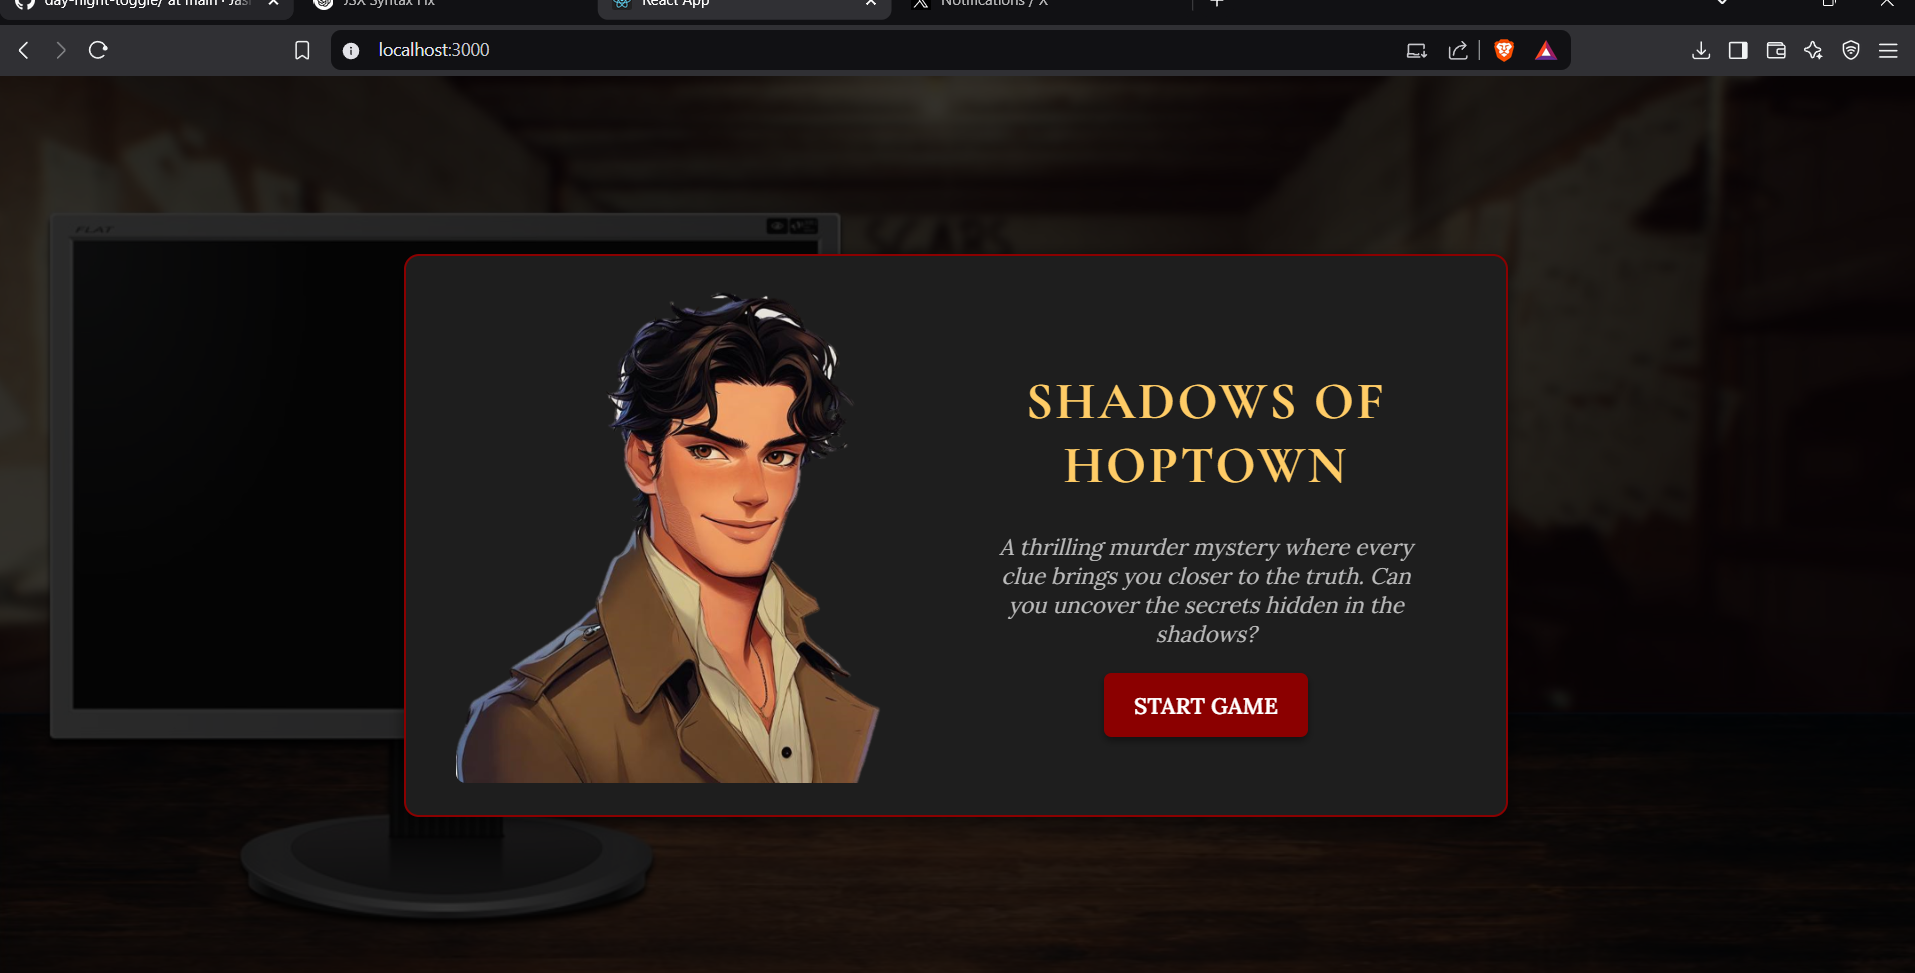 day-night-toggle/ at main · Jas
JSX Syntax Fix
React App
Notifications / X
localhost:3000
FLAT
SHADOWS OF
HOPTOWN
A thrilling murder mystery where every
clue brings you closer to the truth. Can
you uncover the secrets hidden in the
shadows?
START GAME